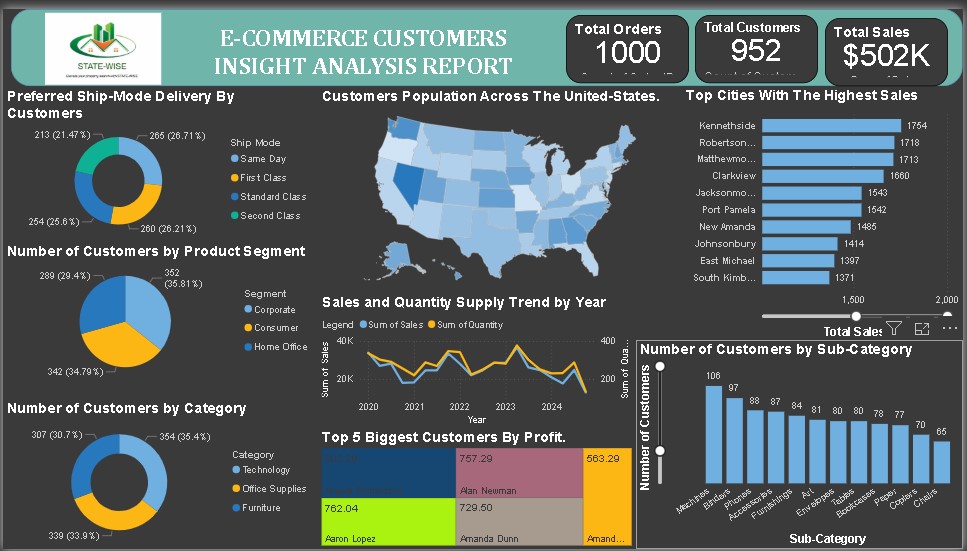 STATE-WISE
E-COMMERCE CUSTOMERS
INSIGHT ANALYSIS REPORT
Total Orders
1000
Total Customers
952
Total Sales
$502K
Preferred Ship-Mode Delivery By
Customers
213 (21.47%)
265 (26.71%)
254 (25.6%)
260 (26.21%)
Ship Mode
Same Day
First Class
Standard Class
Second Class
Number of Customers by Product Segment
289 (29.4%)
352
(35.81%)
342 (34.79%)
Segment
Corporate
Consumer
Home Office
Number of Customers by Category
307 (30.7%)
354 (35.4%)
339 (33.9%)
Category
Technology
Office Supplies
Furniture
Customers Population Across The United-States.
Sales and Quantity Supply Trend by Year
Legend
Sum of Sales
Sum of Quantity
Sum of Sales
40K
20K
400
200
Sum of Qua...
2020
2021
2022
2023
2024
Year
Top 5 Biggest Customers By Profit.
757.29
Alan Newman
563.29
Amand...
762.04
Aaron Lopez
729.50
Amanda Dunn
Top Cities With The Highest Sales
Kennethside
1754
Robertson...
1718
Matthewmo...
1713
Clarkview
1660
Jacksonmo...
1543
Port Pamela
1542
New Amanda
1485
Johnsonbury
1414
East Michael
1397
South Kimb...
1371
1,500
2,000
Total Sales
Number of Customers by Sub-Category
Number of Customers
106
97
88
87
84
81
80
80
78
77
70
65
Machines
Binders
Phones
Accessories
Furnishings
Art
Envelopes
Tables
Bookcases
Paper
Copiers
Chairs
Sub-Category